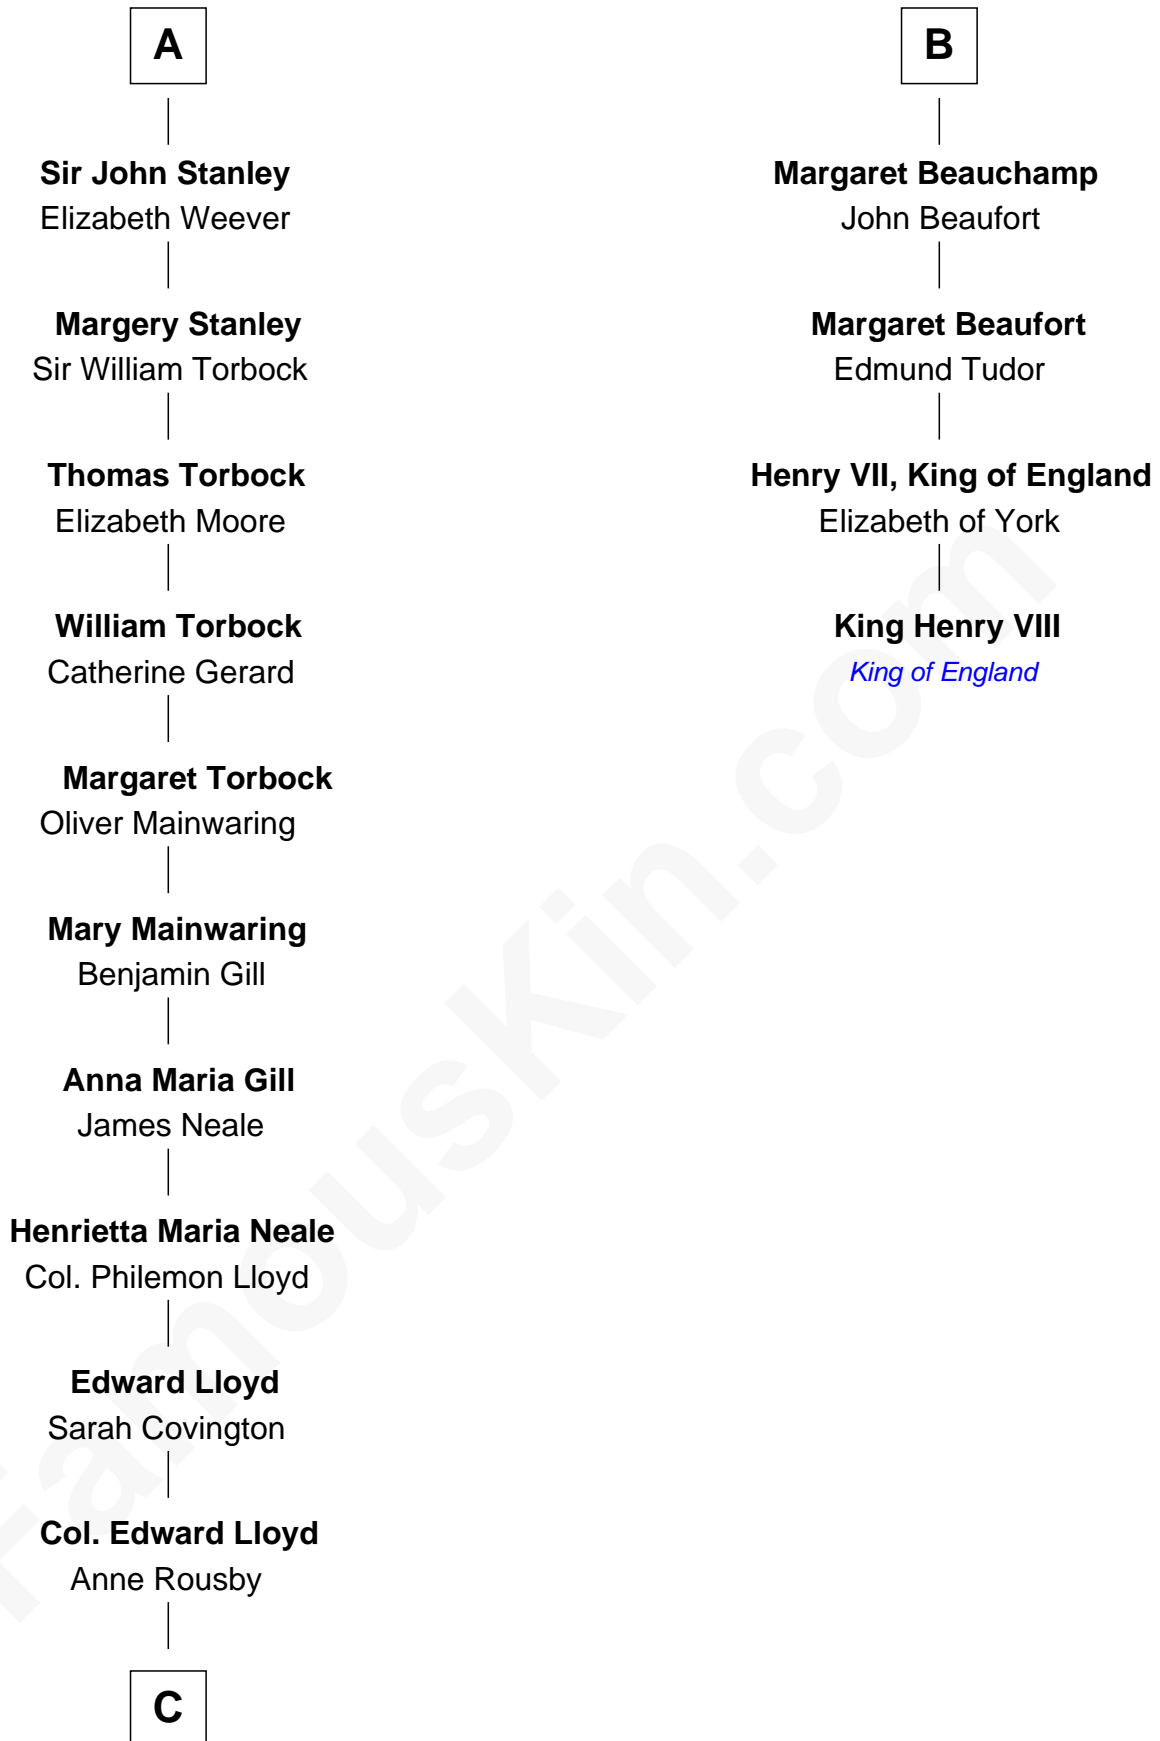 A
Sir John Stanley
Elizabeth Weever
Margery Stanley
Sir William Torbock
Thomas Torbock
Elizabeth Moore
William Torbock
Catherine Gerard
Margaret Torbock
Oliver Mainwaring
Mary Mainwaring
Benjamin Gill
Anna Maria Gill
James Neale
Henrietta Maria Neale
Col. Philemon Lloyd
Edward Lloyd
Sarah Covington
Col. Edward Lloyd
Anne Rousby
C
B
Margaret Beauchamp
John Beaufort
Margaret Beaufort
Edmund Tudor
Henry VII, King of England
Elizabeth of York
King Henry VIII
King of England
FamousKin.com